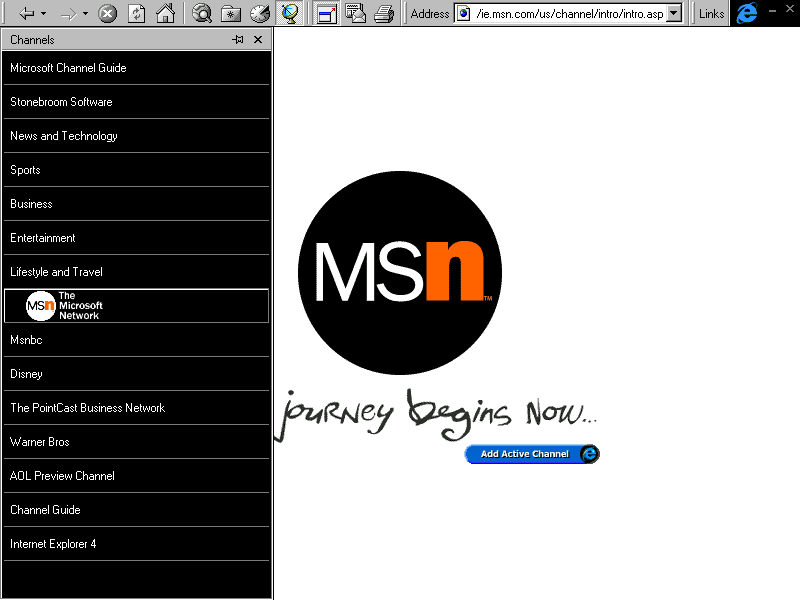 Address
/ie.msn.com/us/channel/intro/intro.asp
Links
Channels
Microsoft Channel Guide
Stonebroom Software
News and Technology
Sports
Business
Entertainment
Lifestyle and Travel
MSn The
Microsoft
Network
Msnbc
Disney
The PointCast Business Network
Warner Bros
AOL Preview Channel
Channel Guide
Internet Explorer 4
MSn™
journey begins now...
Add Active Channel